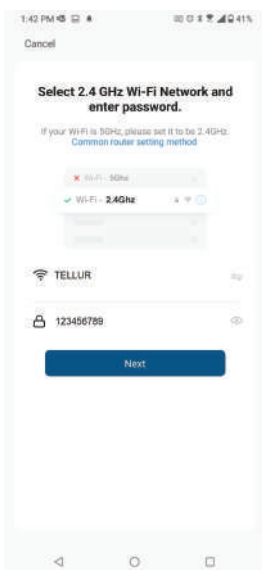 1:42 PM 41%
Cancel
Select 2.4 GHz Wi-Fi Network and
enter password.
If your Wi-Fi is 5GHz, please set it to be 2.4GHz.
Common router setting method
Wi-Fi - 5Ghz
Wi-Fi - 2.4Ghz
TELLUR
123456789
Next